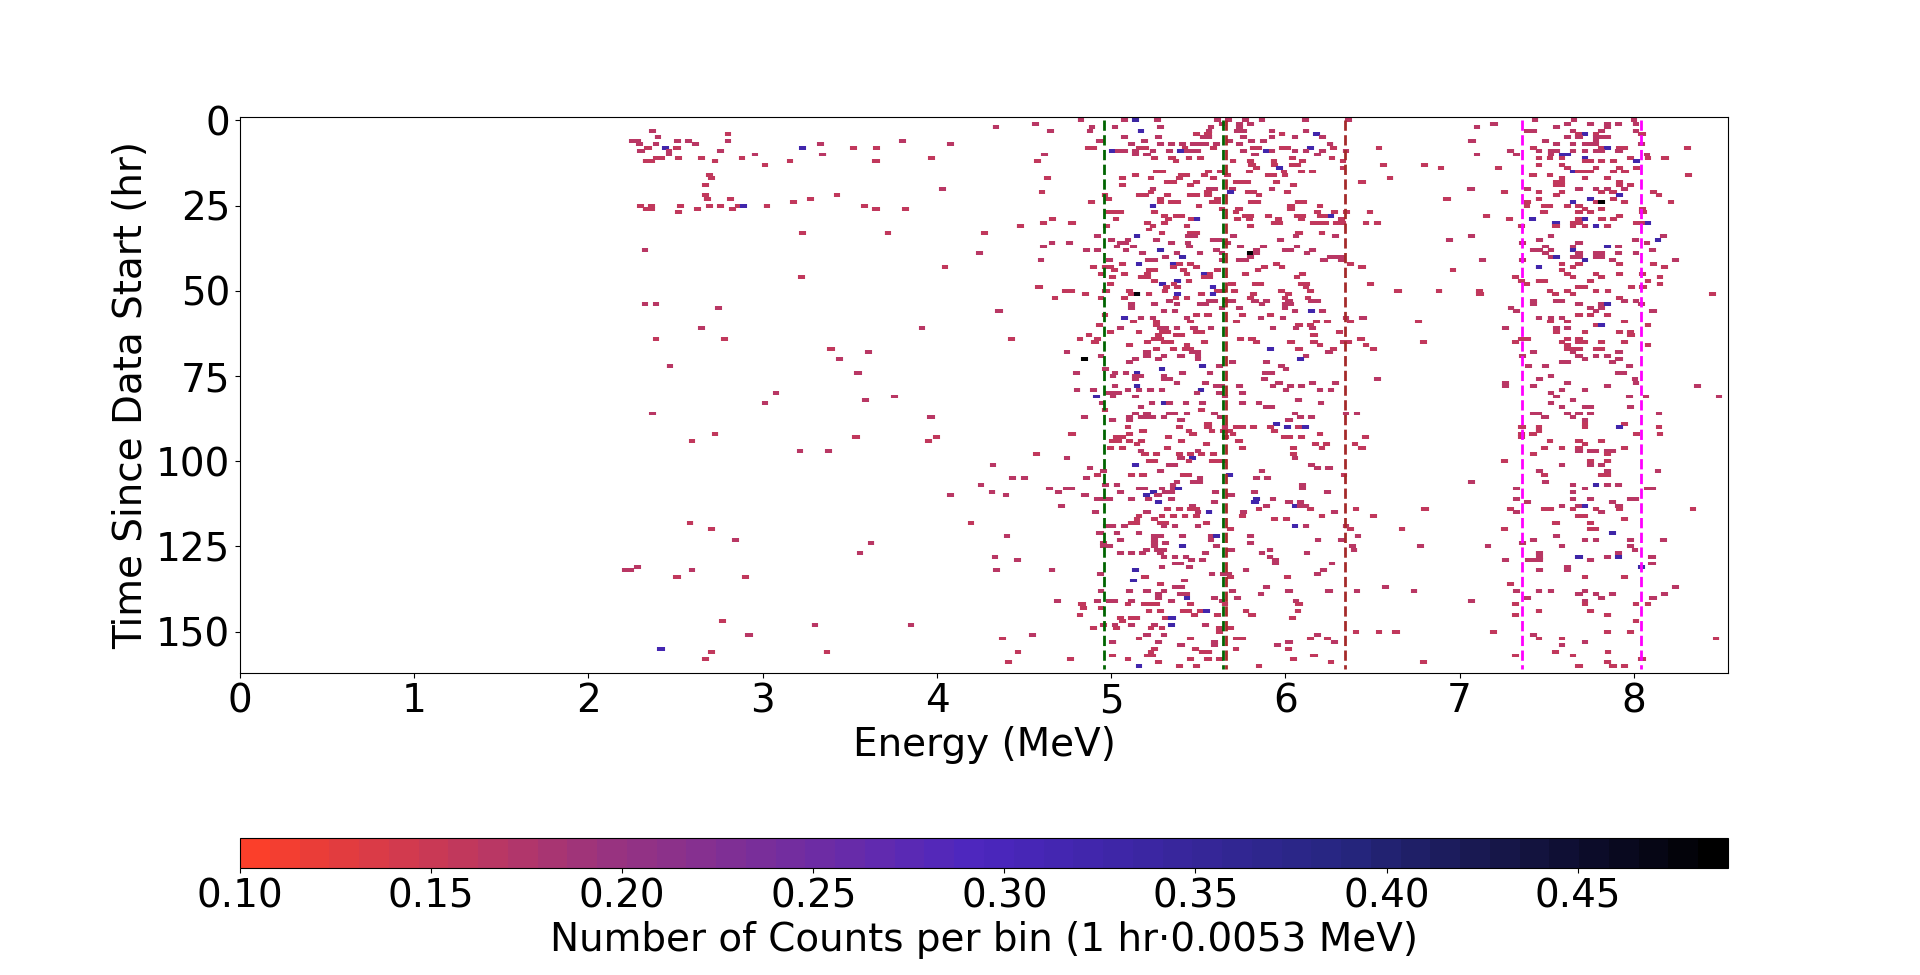 0
25
50
75
100
125
150
Time Since Data Start (hr)
0 1 2 3 4 5 6 7 8
Energy (MeV)
0.10 0.15 0.20 0.25 0.30 0.35 0.40 0.45
Number of Counts per bin (1 hr·0.0053 MeV)